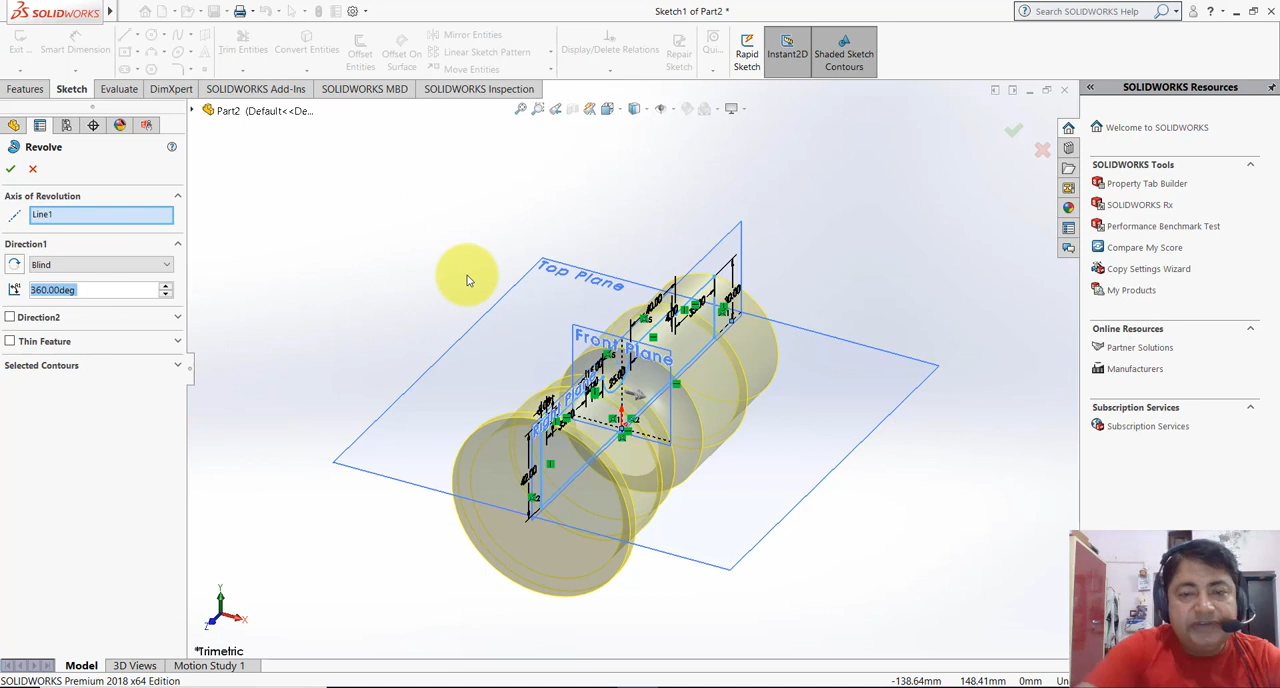 SOLIDWORKS
Sketch1 of Part2 *
Search SOLIDWORKS Help
Exit ...
Smart Dimension
Trim Entities
Convert Entities
Offset Entities
Offset On Surface
Mirror Entities
Linear Sketch Pattern
Move Entities
Display/Delete Relations
Repair Sketch
Qui...
Rapid Sketch
Instant2D
Shaded Sketch Contours
Features
Sketch
Evaluate
DimXpert
SOLIDWORKS Add-Ins
SOLIDWORKS MBD
SOLIDWORKS Inspection
Part2 (Default<<De...
Revolve
Axis of Revolution
Line1
Direction1
Blind
360.00deg
Direction2
Thin Feature
Selected Contours
Top Plane
Front Plane
Right Plane
Y
X
Z
*Trimetric
SOLIDWORKS Resources
Welcome to SOLIDWORKS
SOLIDWORKS Tools
Property Tab Builder
SOLIDWORKS Rx
Performance Benchmark Test
Compare My Score
Copy Settings Wizard
My Products
Online Resources
Partner Solutions
Manufacturers
Subscription Services
Subscription Services
Model
3D Views
Motion Study 1
SOLIDWORKS Premium 2018 x64 Edition
-138.64mm
148.41mm
0mm
Un